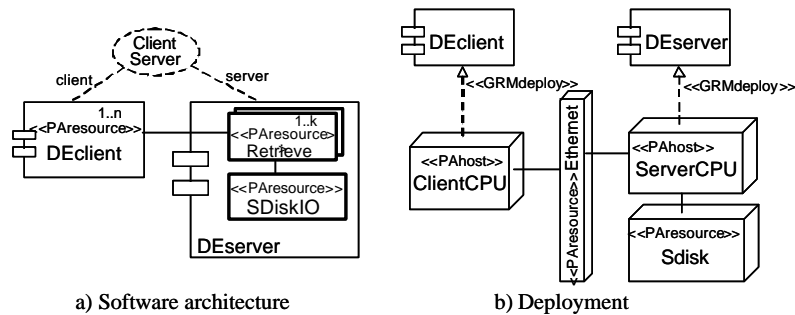 Client
Server
client
server
1..n
<<PAresource>>
DEclient
1..k
<<PAresource>
>
Retrieve
<<PAresource>>
SDiskIO
DEserver
a) Software architecture
DEclient
DEserver
<<GRMdeploy>>
<<GRMdeploy>>
<<PAhost>>
ClientCPU
<<PAresource>> Ethernet
<<PAhost>>
ServerCPU
<<PAresource>>
Sdisk
b) Deployment